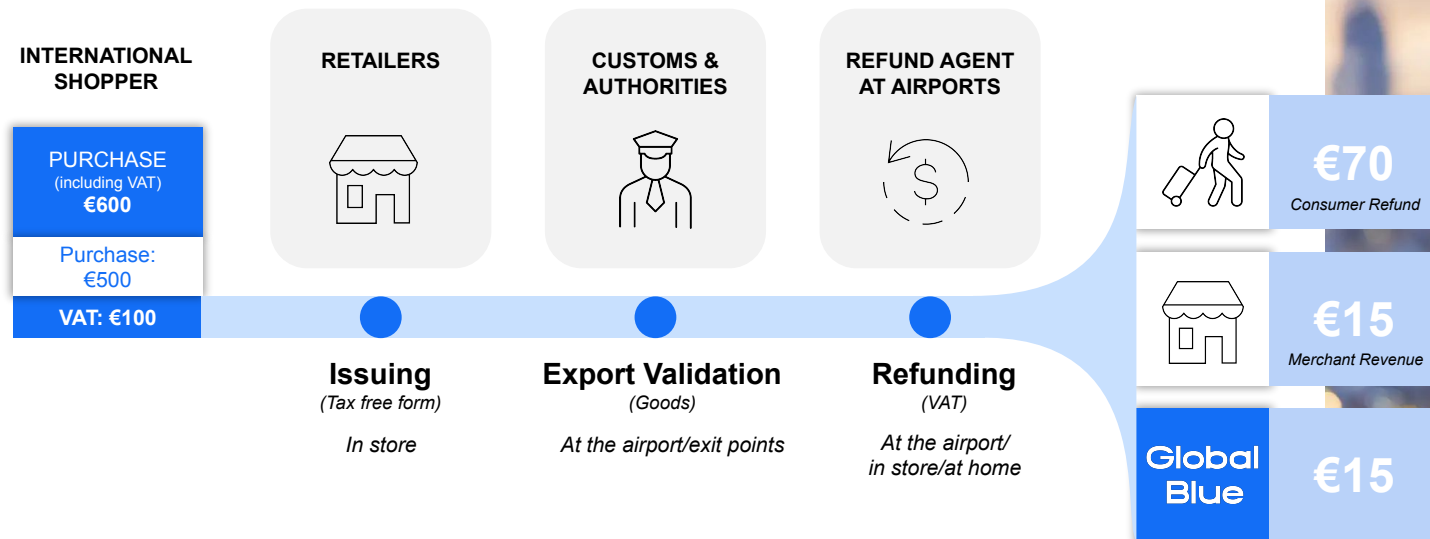 INTERNATIONAL
SHOPPER
PURCHASE
(including VAT)
€600
Purchase:
€500
VAT: €100
RETAILERS
Issuing
(Tax free form)
In store
CUSTOMS &
AUTHORITIES
Export Validation
(Goods)
At the airport/exit points
REFUND AGENT
AT AIRPORTS
$
Refunding
(VAT)
At the airport/
in store/at home
€70
Consumer Refund
€15
Merchant Revenue
Global
Blue
€15